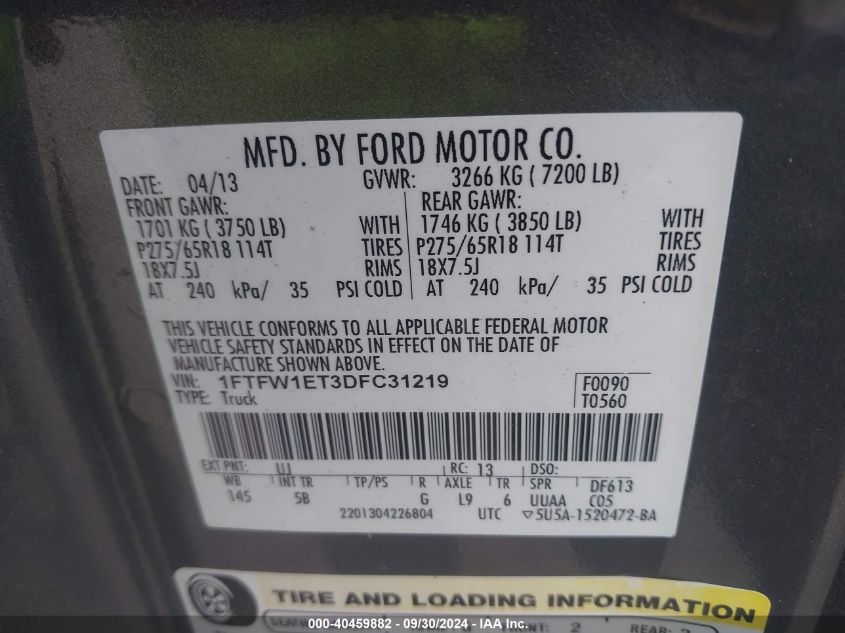 MFD. BY FORD MOTOR CO.
DATE: 04/13 GVWR: 3266 KG ( 7200 LB)
FRONT GAWR: REAR GAWR:
1701 KG ( 3750 LB) WITH 1746 KG ( 3850 LB) WITH
P275/65R18 114T TIRES P275/65R18 114T TIRES
18X7.5J RIMS 18X7.5J RIMS
AT 240 kPa/ 35 PSI COLD AT 240 kPa/ 35 PSI COLD
THIS VEHICLE CONFORMS TO ALL APPLICABLE FEDERAL MOTOR
VEHICLE SAFETY STANDARDS IN EFFECT ON THE DATE OF
MANUFACTURE SHOWN ABOVE.
VIN: 1FTFW1ET3DFC31219 F0090
TYPE: Truck T0560
EXT PNT: UJ RC: 13 DSO:
WB INT TR TP/PS R AXLE TR SPR DF613
145 5B G L9 6 UUAA C05
2201304226804 UTC ▽5U5A-1520472-BA
TIRE AND LOADING INFORMATION
FRONT: 2 REAR:
000-40459882 - 09/30/2024 - IAA Inc.